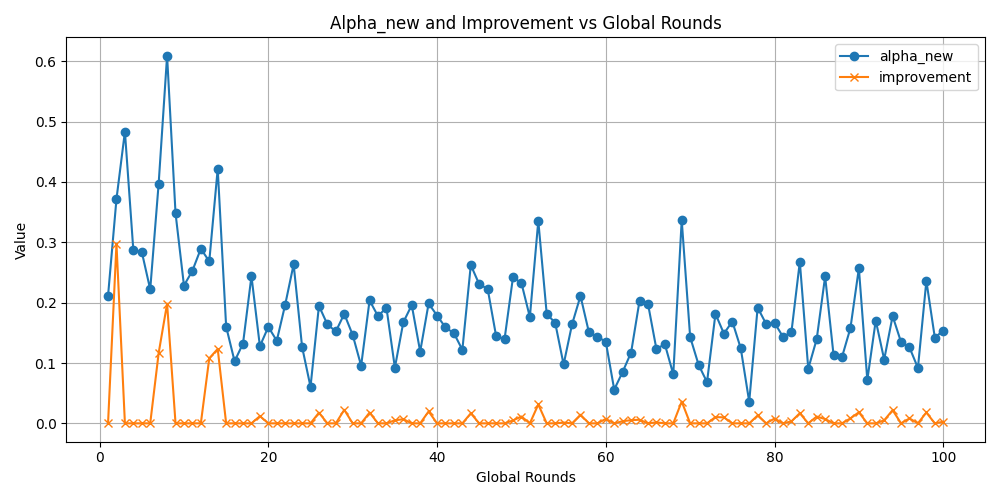 Alpha_new and Improvement vs Global Rounds
alpha_new
improvement
Value
0.6
0.5
0.4
0.3
0.2
0.1
0.0
0 20 40 60 80 100
Global Rounds